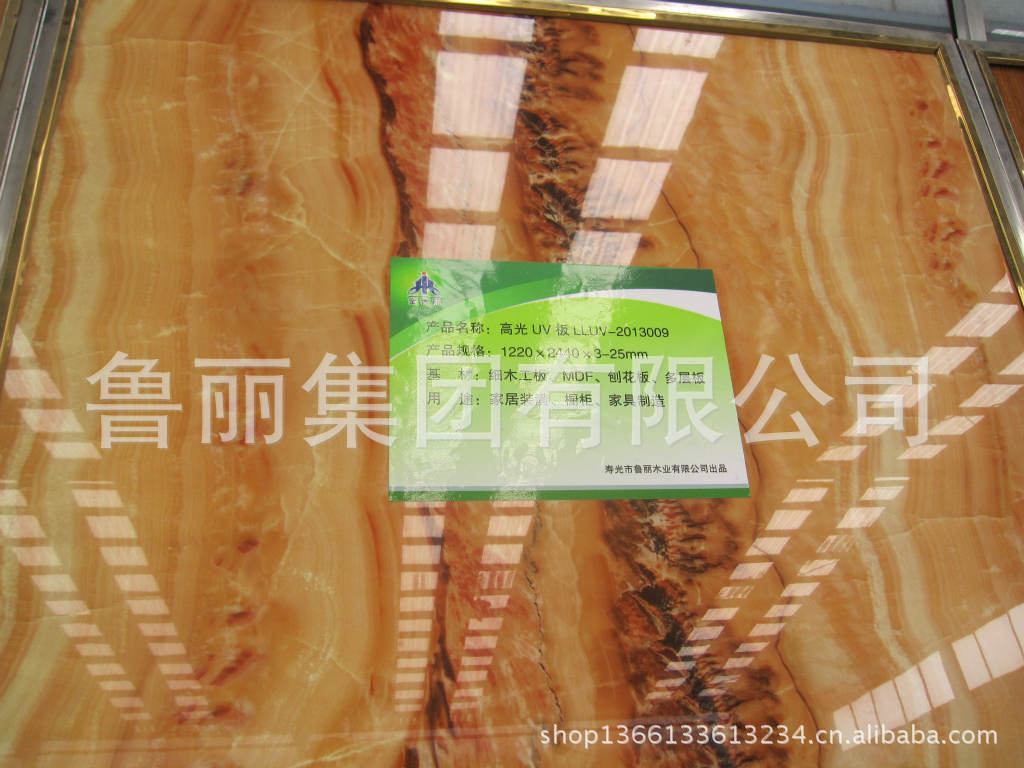 产品名称：高光 UV 板 LLUV-2013009
产品规格：1220×2440×3-25mm
基 材：细木工板、MDF、刨花板、多层板
鲁丽集团有限公司
用 途：家居装潢、橱柜、家具制造
寿光市鲁丽木业有限公司出品
shop1366133613234.cn.alibaba.com